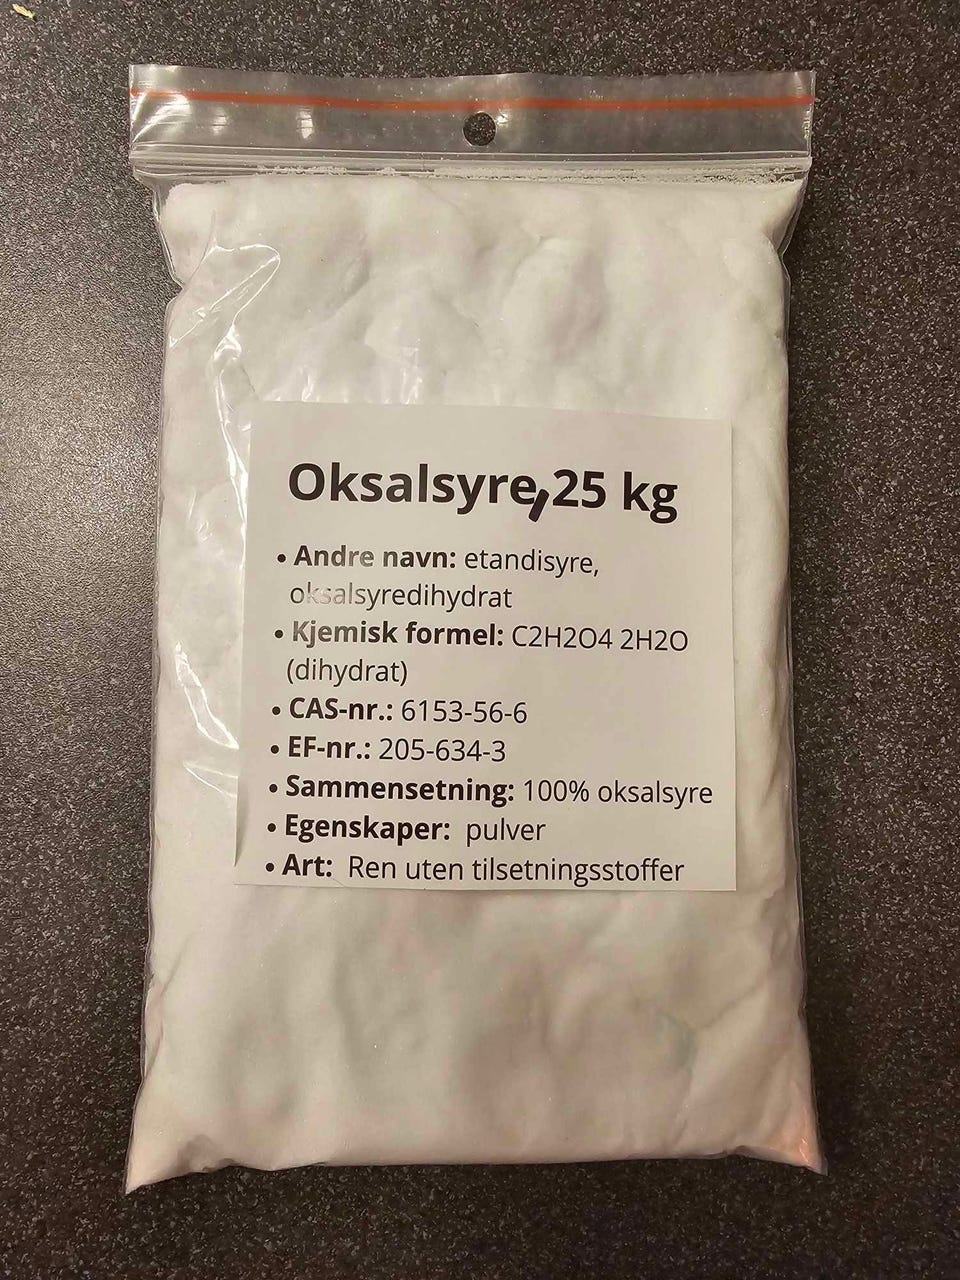 Oksalsyre,25 kg
• Andre navn: etandisyre,
oksalsyredihydrat
• Kjemisk formel: C2H2O4 2H2O
(dihydrat)
• CAS-nr.: 6153-56-6
• EF-nr.: 205-634-3
• Sammensetning: 100% oksalsyre
• Egenskaper: pulver
• Art: Ren uten tilsetningsstoffer